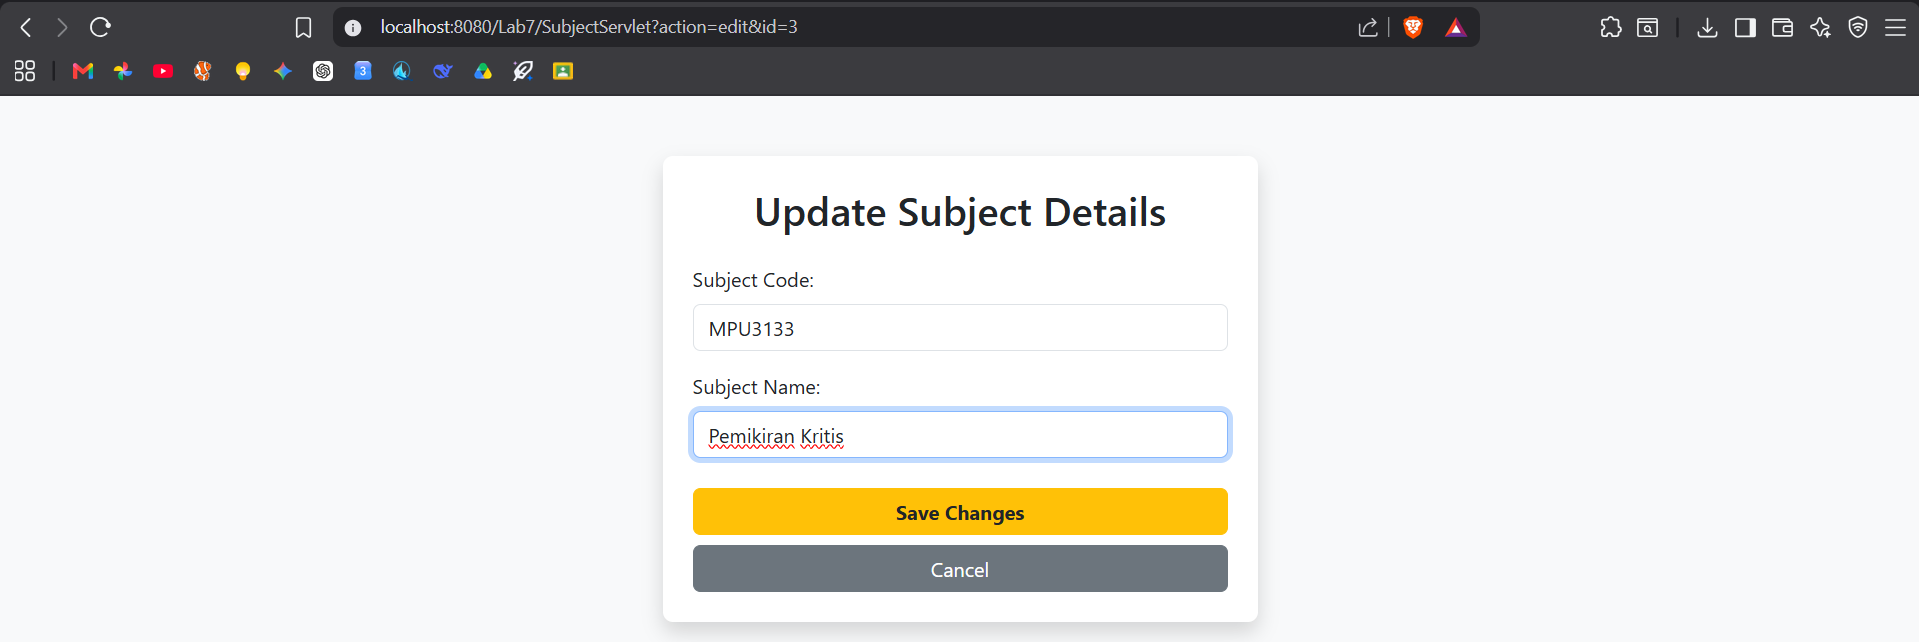 localhost:8080/Lab7/SubjectServlet?action=edit&id=3
3
Update Subject Details
Subject Code:
MPU3133
Subject Name:
Pemikiran Kritis
Save Changes
Cancel